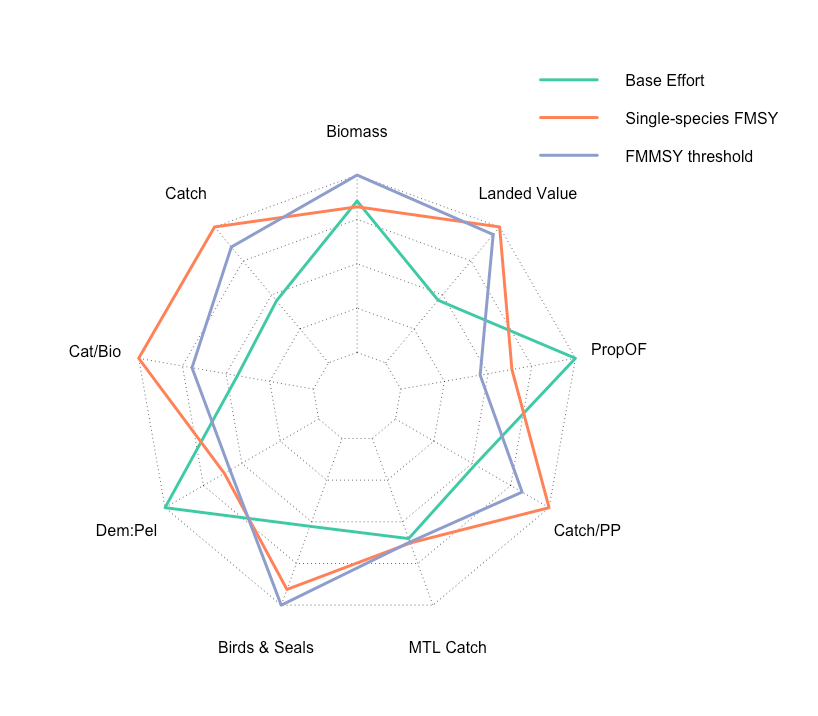 Base Effort
Single-species FMSY
FMMSY threshold
Biomass
Catch
Landed Value
Cat/Bio
PropOF
Dem:Pel
Catch/PP
Birds & Seals
MTL Catch